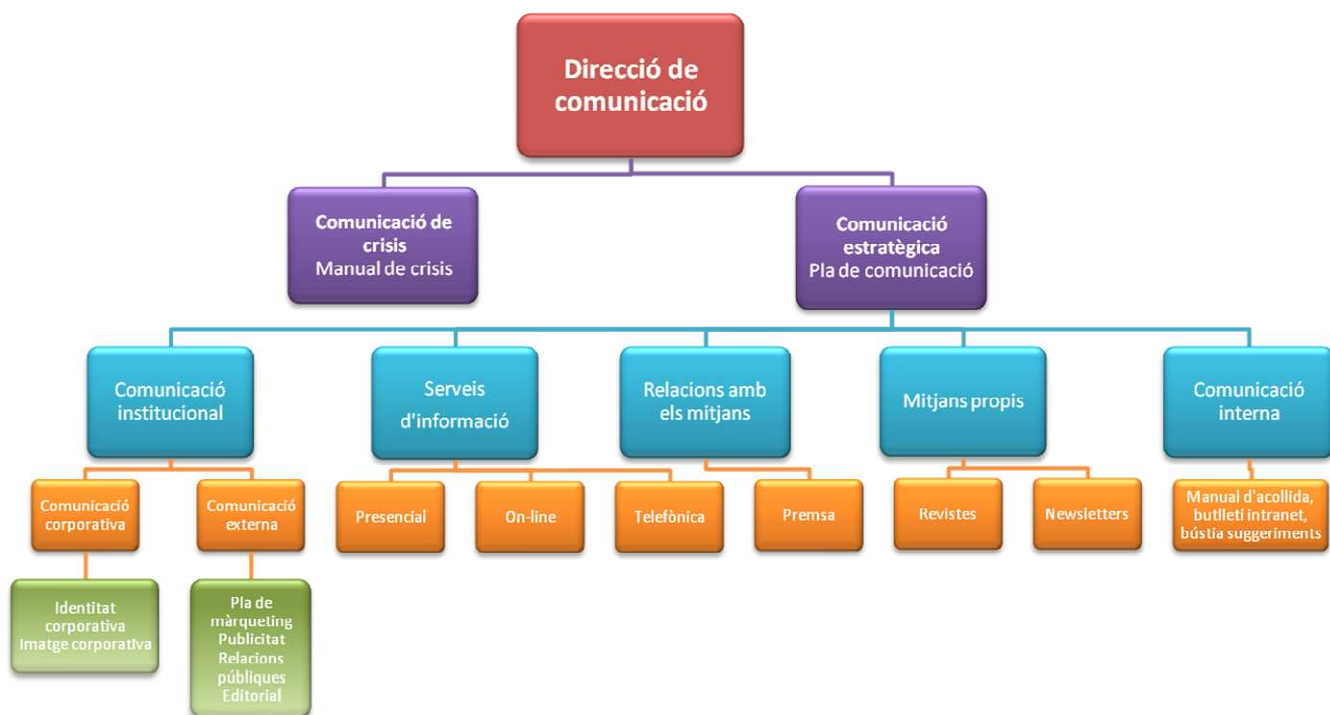 Direcció de
comunicació
Comunicació de
crisis
Manual de crisis
Comunicació
estratègica
Pla de comunicació
Comunicació
institucional
Serveis
d'informació
Relacions amb
els mitjans
Mitjans propis
Comunicació
interna
Comunicació
corporativa
Comunicació
externa
Presencial
On-line
Telefònica
Premsa
Revistes
Newsletters
Manual d'acollida,
butlletí intranet,
bústia suggeriments
Identitat
corporativa
Imatge corporativa
Pla de
màrqueting
Publicitat
Relacions
públiques
Editorial